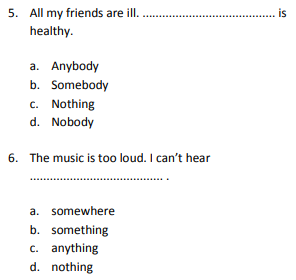 5. All my friends are ill. ........................................ is
healthy.
a. Anybody
b. Somebody
c. Nothing
d. Nobody
6. The music is too loud. I can't hear
........................................ .
a. somewhere
b. something
c. anything
d. nothing